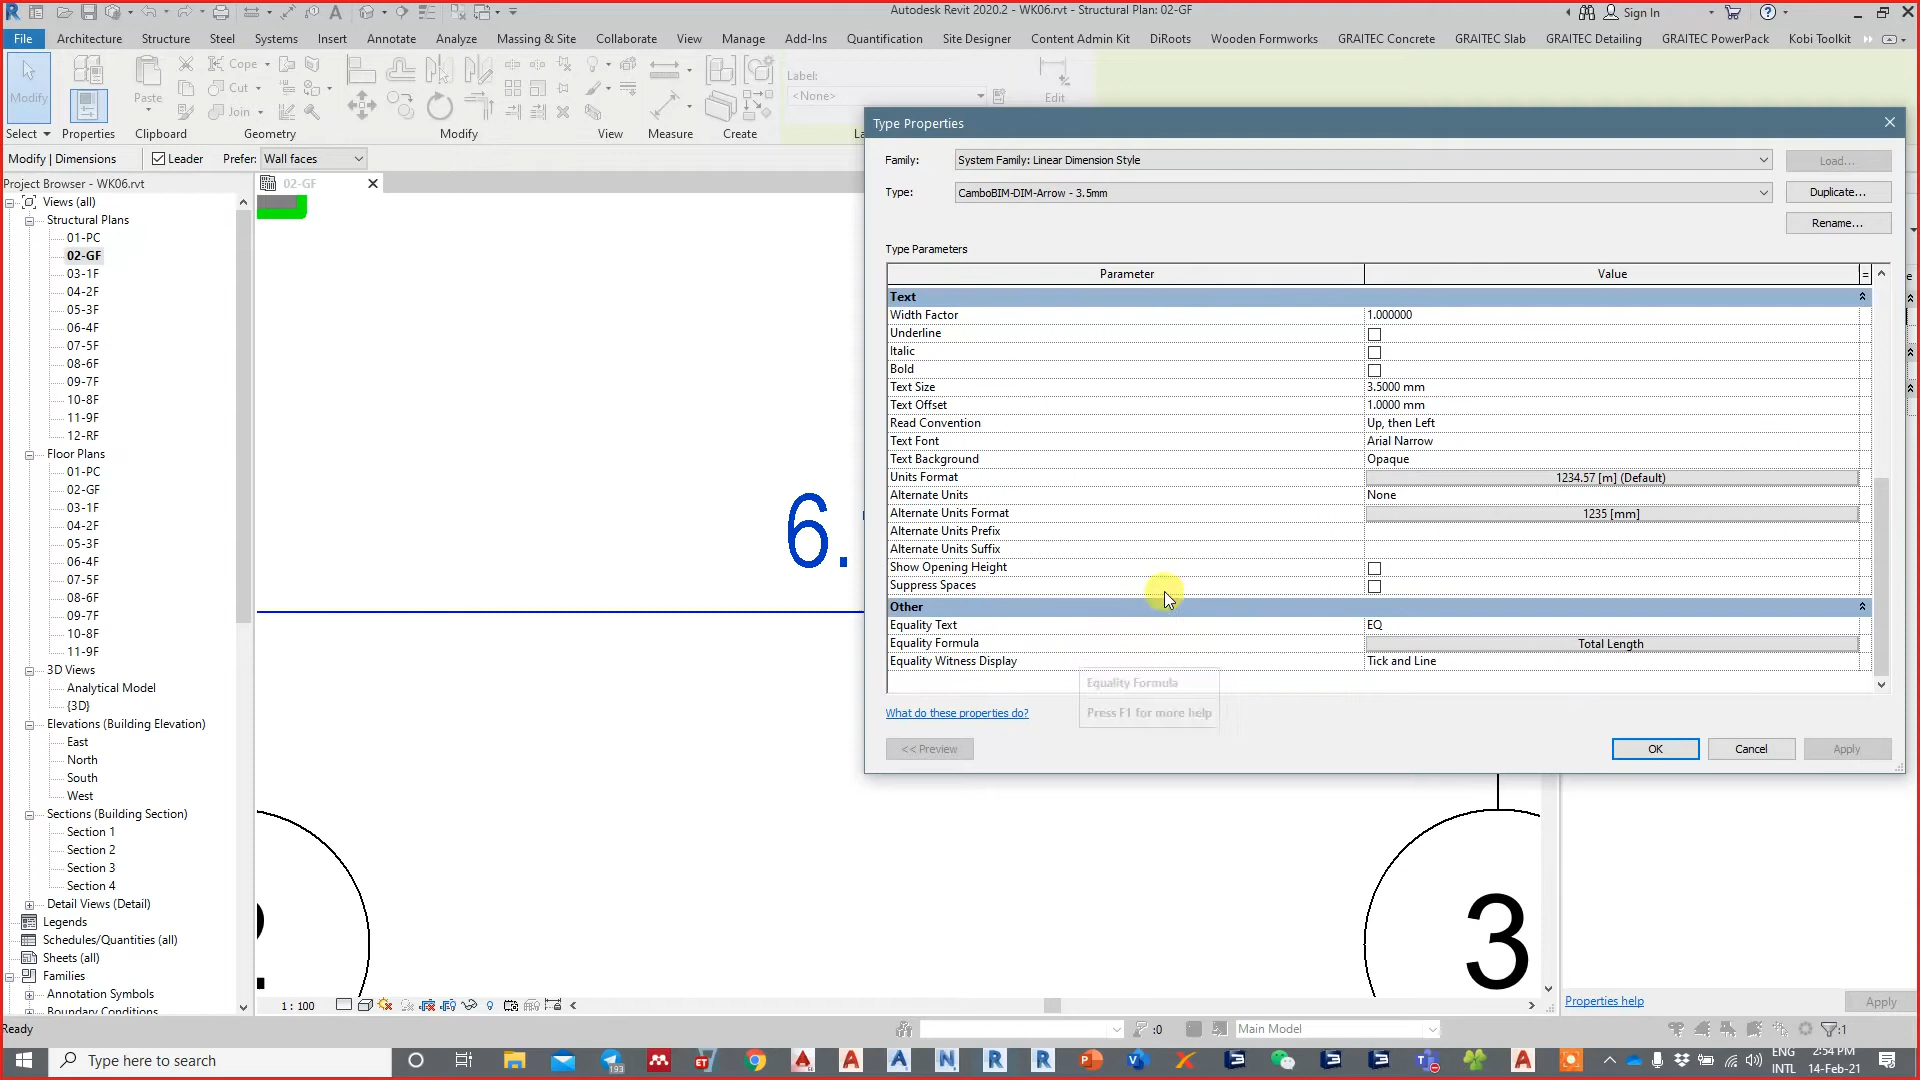 Autodesk Revit 2020.2 - WK06.rvt - Structural Plan: 02-GF
Sign In
File Architecture Structure Steel Systems Insert Annotate Analyze Massing & Site Collaborate View Manage Add-Ins Quantification Site Designer Content Admin Kit DiRoots Wooden Formworks GRAITEC Concrete GRAITEC Slab GRAITEC Detailing GRAITEC PowerPack Kobi Toolkit
Modify
Paste
Cope
Cut
Join
Label:
<None>
Edit
Select Properties Clipboard Geometry Modify View Measure Create
Modify | Dimensions Leader Prefer: Wall faces
Project Browser - WK06.rvt
Views (all)
Structural Plans
01-PC
02-GF
03-1F
04-2F
05-3F
06-4F
07-5F
08-6F
09-7F
10-8F
11-9F
12-RF
Floor Plans
01-PC
02-GF
03-1F
04-2F
05-3F
06-4F
07-5F
08-6F
09-7F
10-8F
11-9F
3D Views
Analytical Model
{3D}
Elevations (Building Elevation)
East
North
South
West
Sections (Building Section)
Section 1
Section 2
Section 3
Section 4
Detail Views (Detail)
Legends
Schedules/Quantities (all)
Sheets (all)
Families
Annotation Symbols
Boundary Conditions
02-GF
6.
3
Type Properties
Family: System Family: Linear Dimension Style Load...
Type: CamboBIM-DIM-Arrow - 3.5mm Duplicate...
Rename...
Type Parameters
Parameter Value =
Text
Width Factor 1.000000
Underline
Italic
Bold
Text Size 3.5000 mm
Text Offset 1.0000 mm
Read Convention Up, then Left
Text Font Arial Narrow
Text Background Opaque
Units Format 1234.57 [m] (Default)
Alternate Units None
Alternate Units Format 1235 [mm]
Alternate Units Prefix
Alternate Units Suffix
Show Opening Height
Suppress Spaces
Other
Equality Text EQ
Equality Formula Total Length
Equality Witness Display Tick and Line
Equality Formula
Press F1 for more help
What do these properties do?
<< Preview OK Cancel Apply
1 : 100
Properties help Apply
Ready :0 Main Model :1
Type here to search
193
ENG
INTL
2:54 PM
14-Feb-21